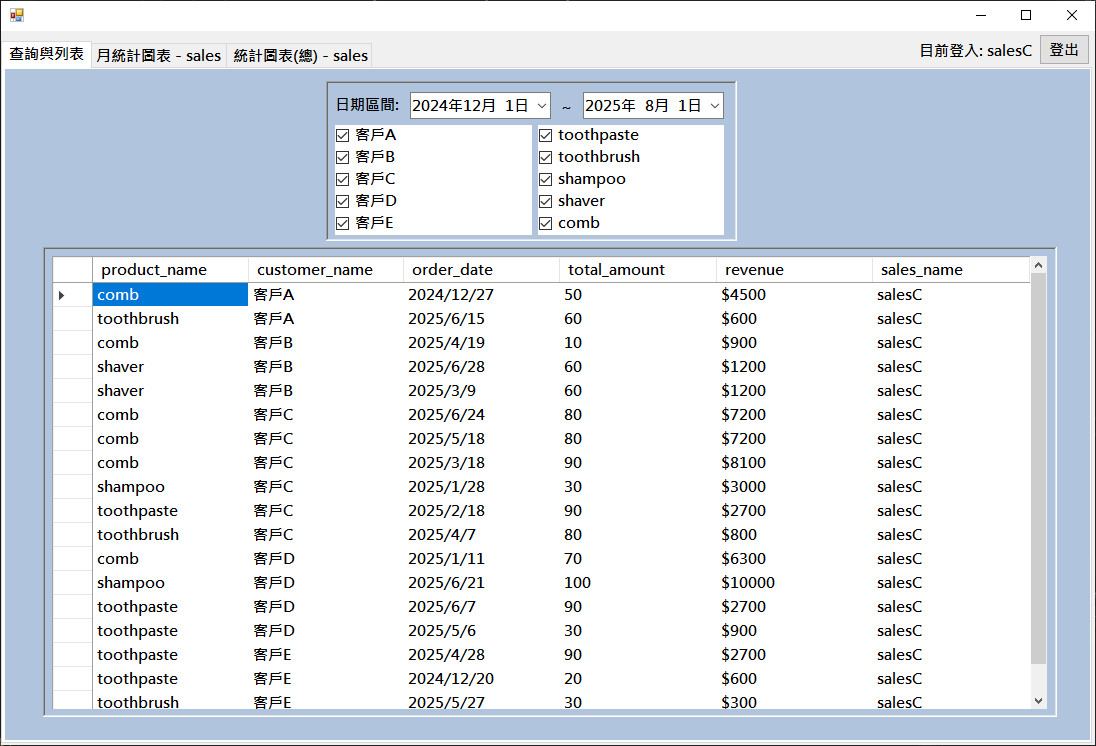 查詢與列表 月統計圖表 - sales 統計圖表(總) - sales 目前登入: salesC 登出
日期區間: 2024年12月 1日 ~ 2025年 8月 1日
客戶A toothpaste
客戶B toothbrush
客戶C shampoo
客戶D shaver
客戶E comb
product_name customer_name order_date total_amount revenue sales_name
comb 客戶A 2024/12/27 50 $4500 salesC
toothbrush 客戶A 2025/6/15 60 $600 salesC
comb 客戶B 2025/4/19 10 $900 salesC
shaver 客戶B 2025/6/28 60 $1200 salesC
shaver 客戶B 2025/3/9 60 $1200 salesC
comb 客戶C 2025/6/24 80 $7200 salesC
comb 客戶C 2025/5/18 80 $7200 salesC
comb 客戶C 2025/3/18 90 $8100 salesC
shampoo 客戶C 2025/1/28 30 $3000 salesC
toothpaste 客戶C 2025/2/18 90 $2700 salesC
toothbrush 客戶C 2025/4/7 80 $800 salesC
comb 客戶D 2025/1/11 70 $6300 salesC
shampoo 客戶D 2025/6/21 100 $10000 salesC
toothpaste 客戶D 2025/6/7 90 $2700 salesC
toothpaste 客戶D 2025/5/6 30 $900 salesC
toothpaste 客戶E 2025/4/28 90 $2700 salesC
toothpaste 客戶E 2024/12/20 20 $600 salesC
toothbrush 客戶E 2025/5/27 30 $300 salesC